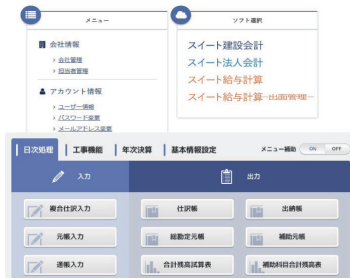 メニュー
会社情報
› 会社管理
› 担当者管理
アカウント情報
› ユーザー情報
› パスワード変更
› メールアドレス変更
ソフト選択
スイート建設会計
スイート法人会計
スイート給与計算
スイート給与計算 -出面管理-
日次処理 工事機能 年次決算 基本情報設定 メニュー補助 ON OFF
入力
出力
複合仕訳入力
元帳入力
連帳入力
仕訳帳
出納帳
総勘定元帳
補助元帳
合計残高試算表
補助科目合計残高表